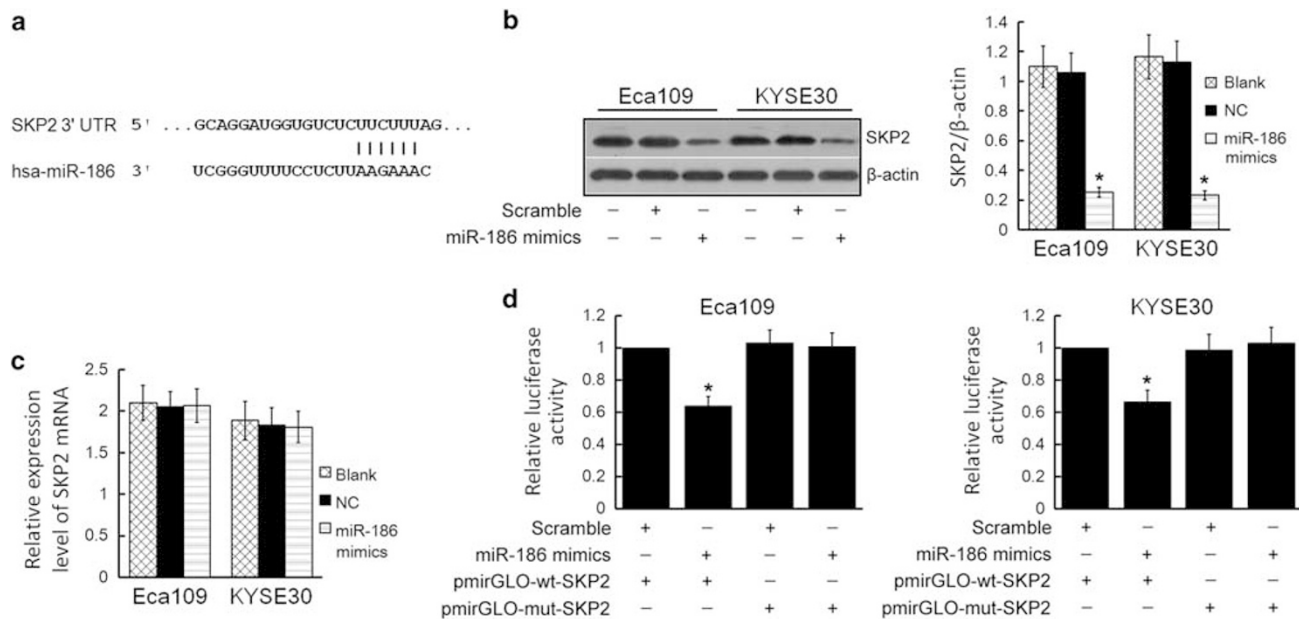 a
SKP2 3' UTR 5' ...GCAGGAUGGUGUCUCUUCUUUAG...
hsa-miR-186 3' UCGGGUUUUCCUCUUAAGAAAC
b
Eca109 KYSE30
SKP2
β-actin
Scramble − + − − + −
miR-186 mimics − − + − − +
SKP2/β-actin
1.4
1.2
1
0.8
0.6
0.4
0.2
0
* *
Eca109 KYSE30
Blank
NC
miR-186
mimics
c
Relative expression
level of SKP2 mRNA
2.5
2
1.5
1
0.5
0
Eca109 KYSE30
Blank
NC
miR-186
mimics
d
Eca109
Relative luciferase
activity
1.2
1
0.8
0.6
0.4
0.2
0
*
Scramble + − + −
miR-186 mimics − + − +
pmirGLO-wt-SKP2 + + − −
pmirGLO-mut-SKP2 − − + +
KYSE30
Relative luciferase
activity
1.2
1
0.8
0.6
0.4
0.2
0
*
Scramble + − + −
miR-186 mimics − + − +
pmirGLO-wt-SKP2 + + − −
pmirGLO-mut-SKP2 − − + +